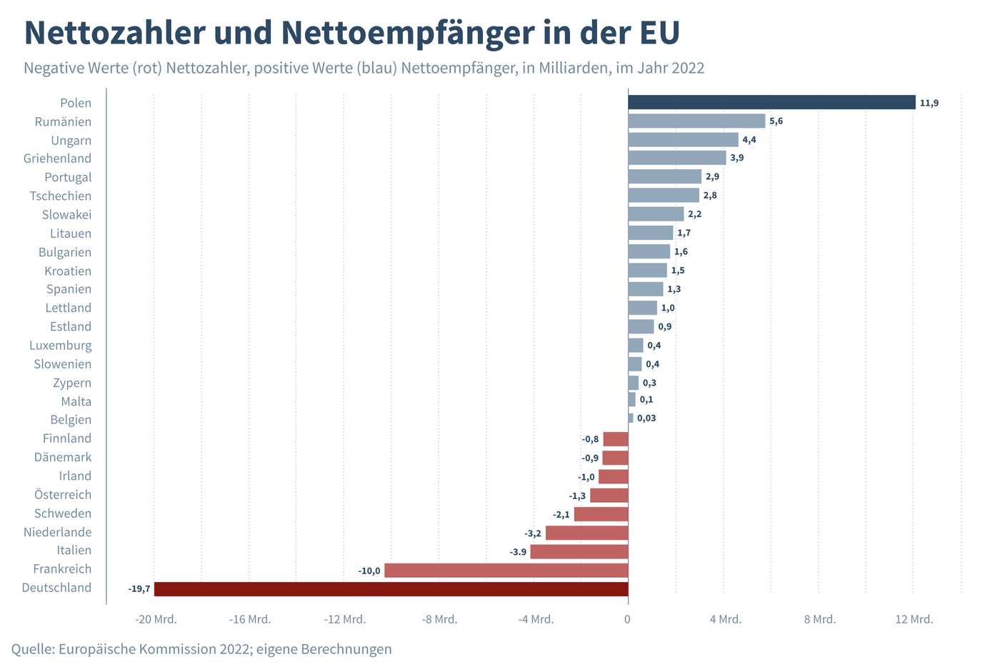 Nettozahler und Nettoempfänger in der EU
Negative Werte (rot) Nettozahler, positive Werte (blau) Nettoempfänger, in Milliarden, im Jahr 2022
Polen 11,9
Rumänien 5,6
Ungarn 4,4
Griehenland 3,9
Portugal 2,9
Tschechien 2,8
Slowakei 2,2
Litauen 1,7
Bulgarien 1,6
Kroatien 1,5
Spanien 1,3
Lettland 1,0
Estland 0,9
Luxemburg 0,4
Slowenien 0,4
Zypern 0,3
Malta 0,1
Belgien 0,03
Finnland -0,8
Dänemark -0,9
Irland -1,0
Österreich -1,3
Schweden -2,1
Niederlande -3,2
Italien -3.9
Frankreich -10,0
Deutschland -19,7
-20 Mrd. -16 Mrd. -12 Mrd. -8 Mrd. -4 Mrd. 0 4 Mrd. 8 Mrd. 12 Mrd.
Quelle: Europäische Kommission 2022; eigene Berechnungen